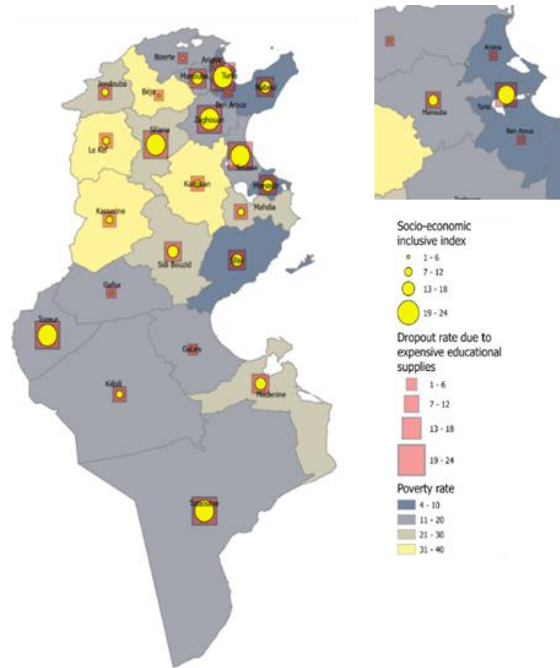 Bizerte
Ariana
Manouba
Tunis
Jendouba
Béja
Nabeul
Ben Arous
Zaghouan
Siliana
Le Kef
Sousse
Kairouan
Monastir
Kasserine
Mahdia
Sidi Bouzid
Sfax
Gafsa
Tozeur
Gabès
Kébili
Médenine
Tataouine
Ariana
Manouba
Tunis
Ben Arous
Socio-economic
inclusive index
1 - 6
7 - 12
13 - 18
19 - 24
Dropout rate due to
expensive educational
supplies
1 - 6
7 - 12
13 - 18
19 - 24
Poverty rate
4 - 10
11 - 20
21 - 30
31 - 40